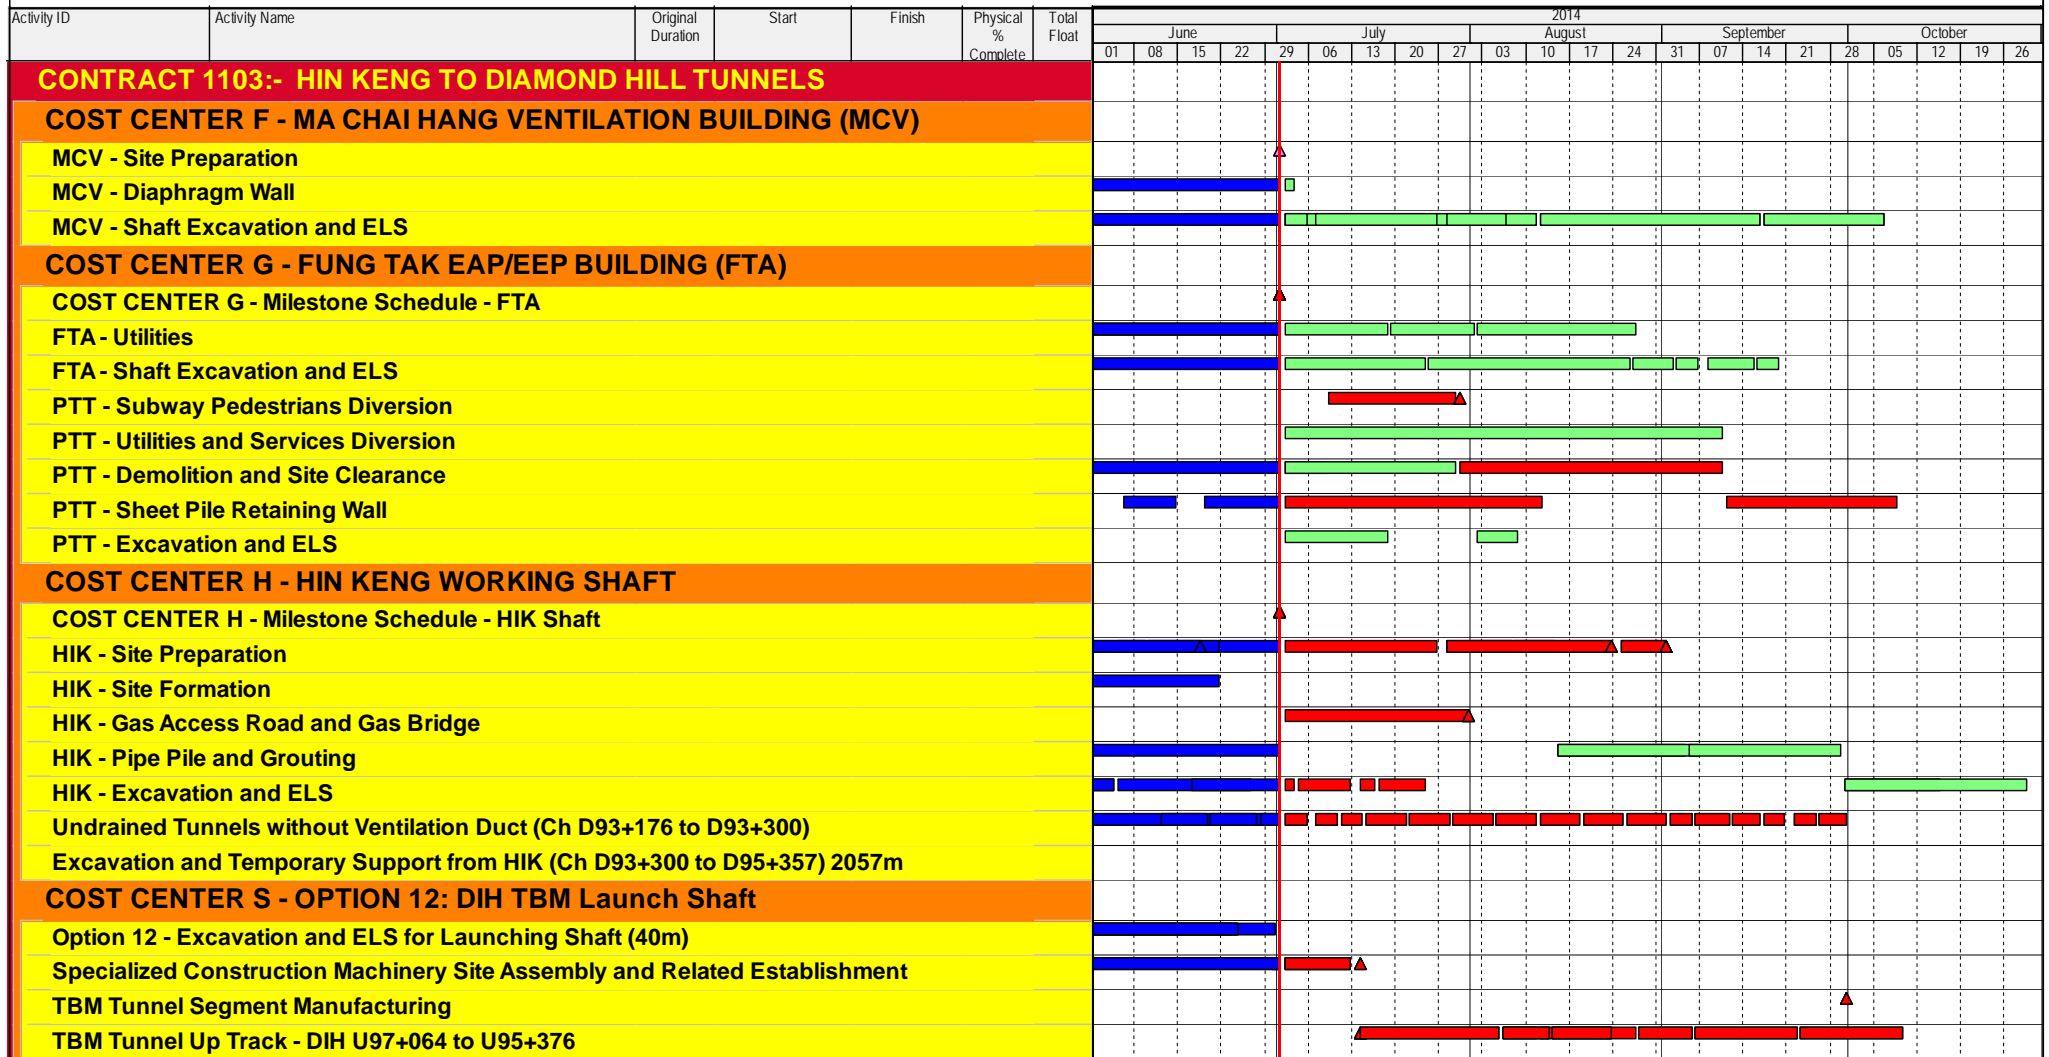 Activity ID Activity Name Original Duration Start Finish Physical % Complete Total Float 2014
June July August September October
01 08 15 22 29 06 13 20 27 03 10 17 24 31 07 14 21 28 05 12 19 26
CONTRACT 1103:- HIN KENG TO DIAMOND HILL TUNNELS
COST CENTER F - MA CHAI HANG VENTILATION BUILDING (MCV)
MCV - Site Preparation
MCV - Diaphragm Wall
MCV - Shaft Excavation and ELS
COST CENTER G - FUNG TAK EAP/EEP BUILDING (FTA)
COST CENTER G - Milestone Schedule - FTA
FTA - Utilities
FTA - Shaft Excavation and ELS
PTT - Subway Pedestrians Diversion
PTT - Utilities and Services Diversion
PTT - Demolition and Site Clearance
PTT - Sheet Pile Retaining Wall
PTT - Excavation and ELS
COST CENTER H - HIN KENG WORKING SHAFT
COST CENTER H - Milestone Schedule - HIK Shaft
HIK - Site Preparation
HIK - Site Formation
HIK - Gas Access Road and Gas Bridge
HIK - Pipe Pile and Grouting
HIK - Excavation and ELS
Undrained Tunnels without Ventilation Duct (Ch D93+176 to D93+300)
Excavation and Temporary Support from HIK (Ch D93+300 to D95+357) 2057m
COST CENTER S - OPTION 12: DIH TBM Launch Shaft
Option 12 - Excavation and ELS for Launching Shaft (40m)
Specialized Construction Machinery Site Assembly and Related Establishment
TBM Tunnel Segment Manufacturing
TBM Tunnel Up Track - DIH U97+064 to U95+376